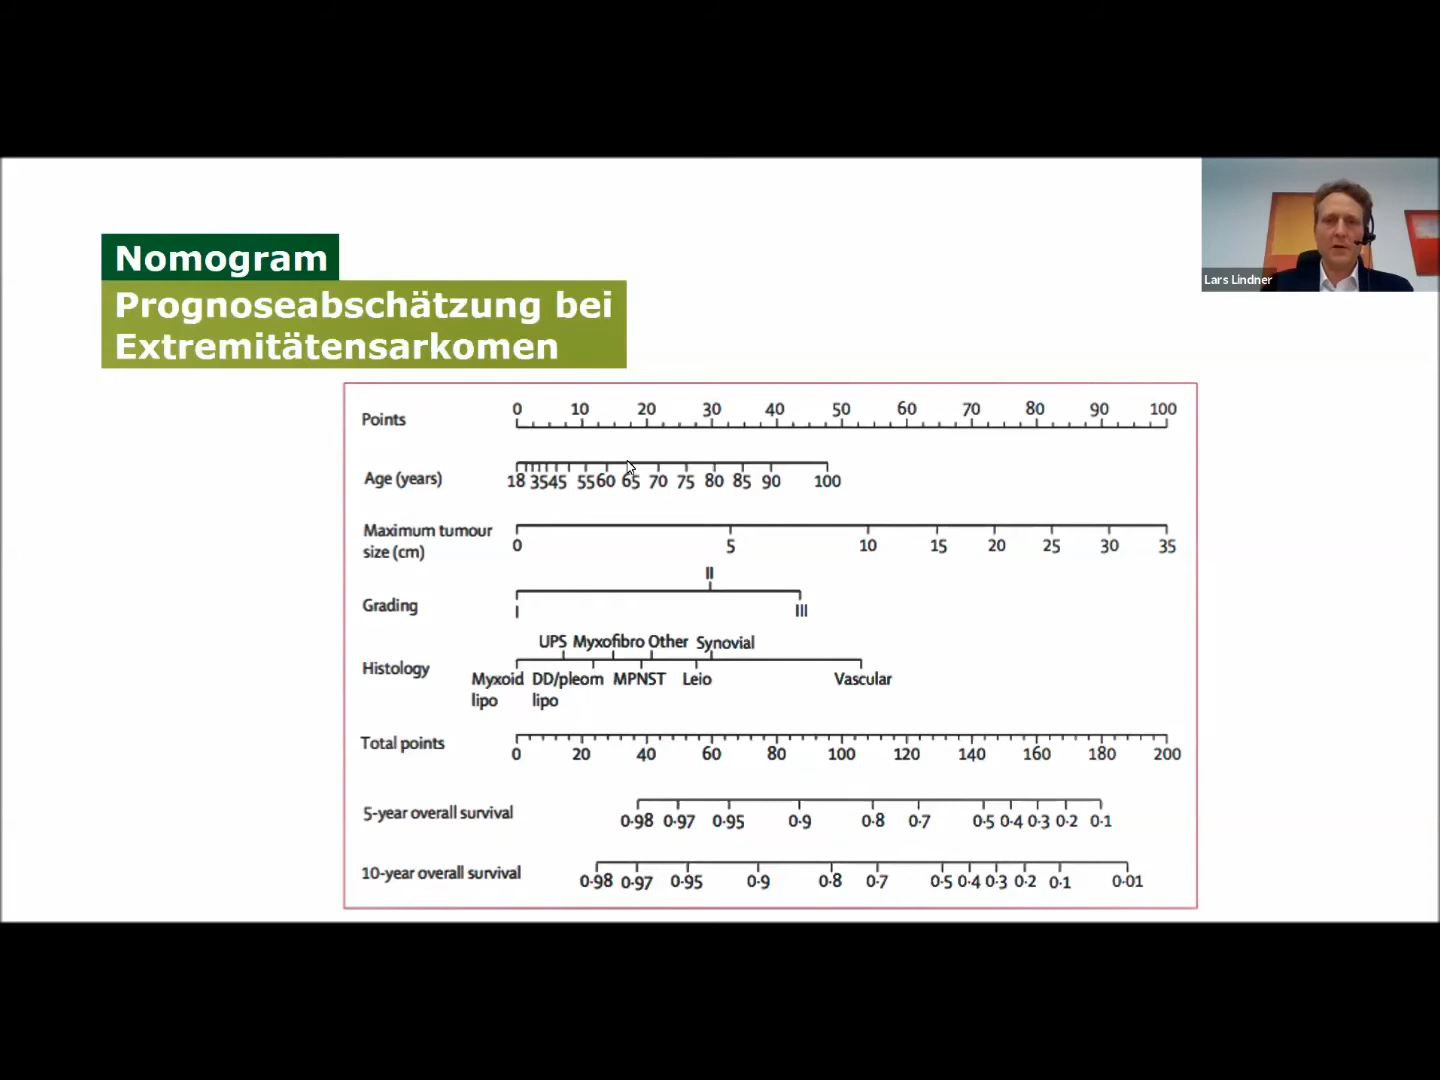 Nomogram
Prognoseabschätzung bei
Extremitätensarkomen
Lars Lindner
Points
0 10 20 30 40 50 60 70 80 90 100
Age (years)
18 35 45 55 60 65 70 75 80 85 90 100
Maximum tumour
size (cm)
0 5 10 15 20 25 30 35
II
Grading
I III
UPS Myxofibro Other Synovial
Histology
Myxoid DD/pleom MPNST Leio Vascular
lipo lipo
Total points
0 20 40 60 80 100 120 140 160 180 200
5-year overall survival
0·98 0·97 0·95 0·9 0·8 0·7 0·5 0·4 0·3 0·2 0·1
10-year overall survival
0·98 0·97 0·95 0·9 0·8 0·7 0·5 0·4 0·3 0·2 0·1 0·01